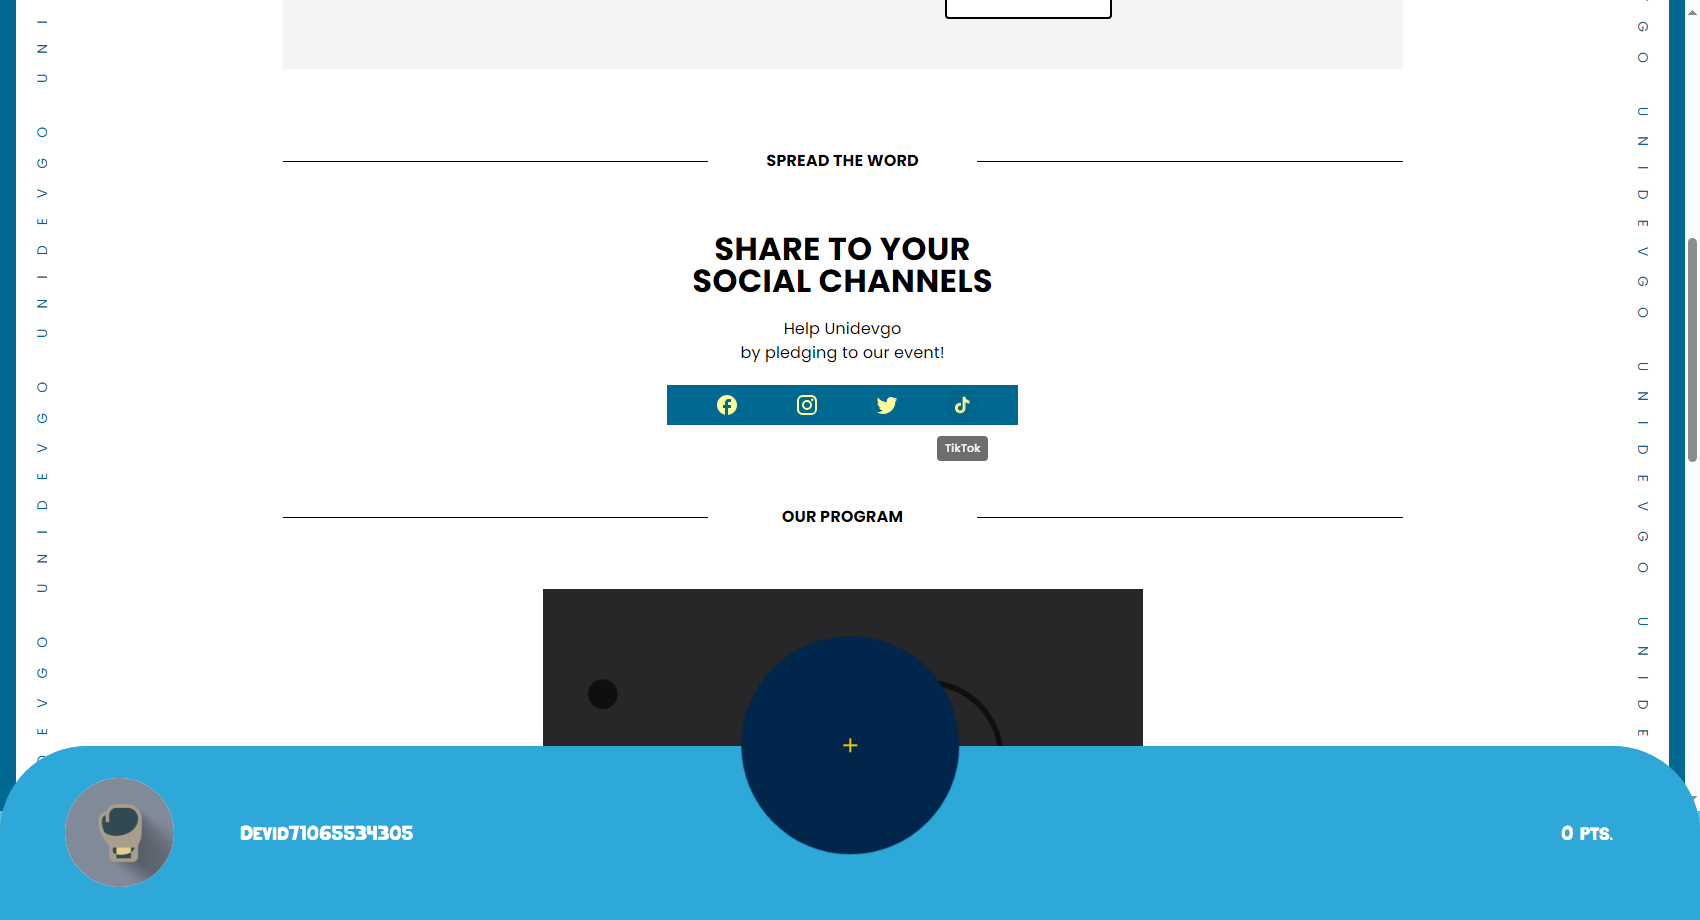 SPREAD THE WORD
SHARE TO YOUR
SOCIAL CHANNELS
Help Unidevgo
by pledging to our event!
TikTok
OUR PROGRAM
+
Devid71065534305
0 PTS.
UNIDEVGO UNIDEVGO UNI
GO UNIDEVGO UNIDEVGO UNIDE